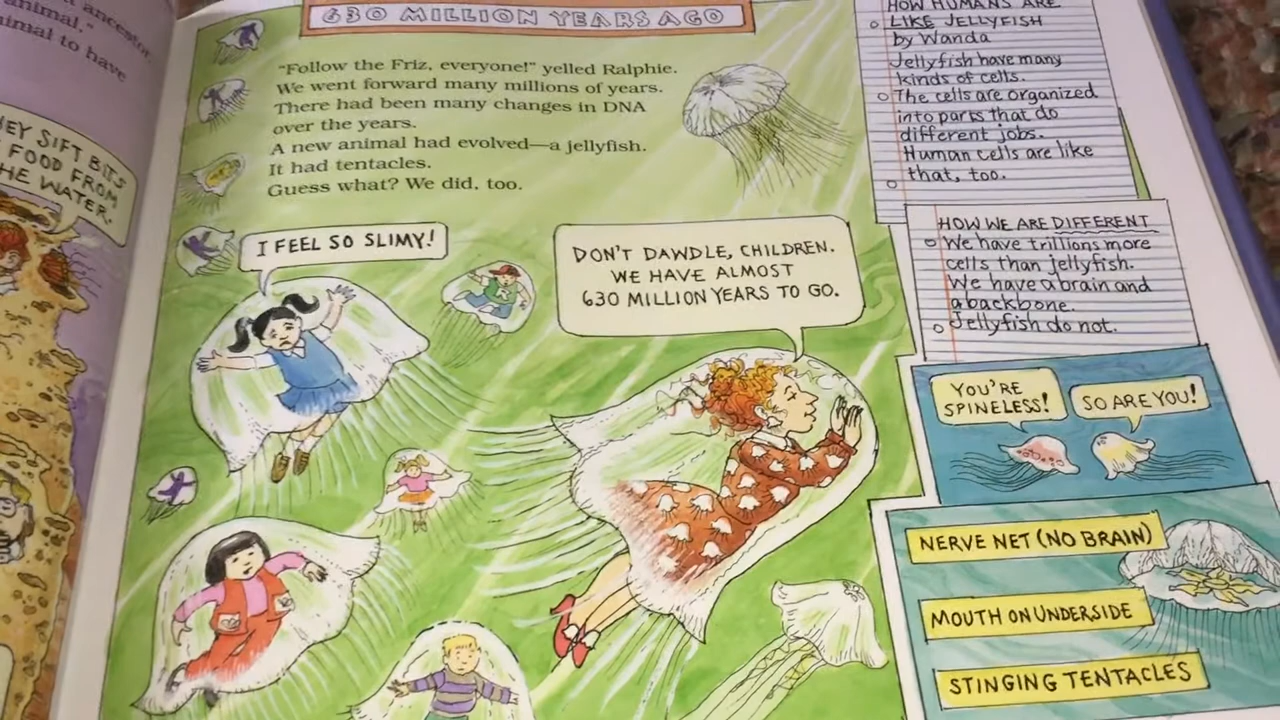 ancestor
animal."
animal to have
HEY SIFT BITS
FOOD FROM
THE WATER.
630 MILLION YEARS AGO
"Follow the Friz, everyone!" yelled Ralphie.
We went forward many millions of years.
There had been many changes in DNA
over the years.
A new animal had evolved—a jellyfish.
It had tentacles.
Guess what? We did, too.
I FEEL SO SLIMY!
DON'T DAWDLE, CHILDREN.
WE HAVE ALMOST
630 MILLION YEARS TO GO.
HOW HUMANS ARE
LIKE JELLYFISH
by Wanda
Jellyfish have many
kinds of cells.
The cells are organized
into parts that do
different jobs.
Human cells are like
that, too.
HOW WE ARE DIFFERENT
We have trillions more
cells than jellyfish.
We have a brain and
a backbone.
Jellyfish do not.
YOU'RE
SPINELESS!
SO ARE YOU!
NERVE NET (NO BRAIN)
MOUTH ON UNDERSIDE
STINGING TENTACLES